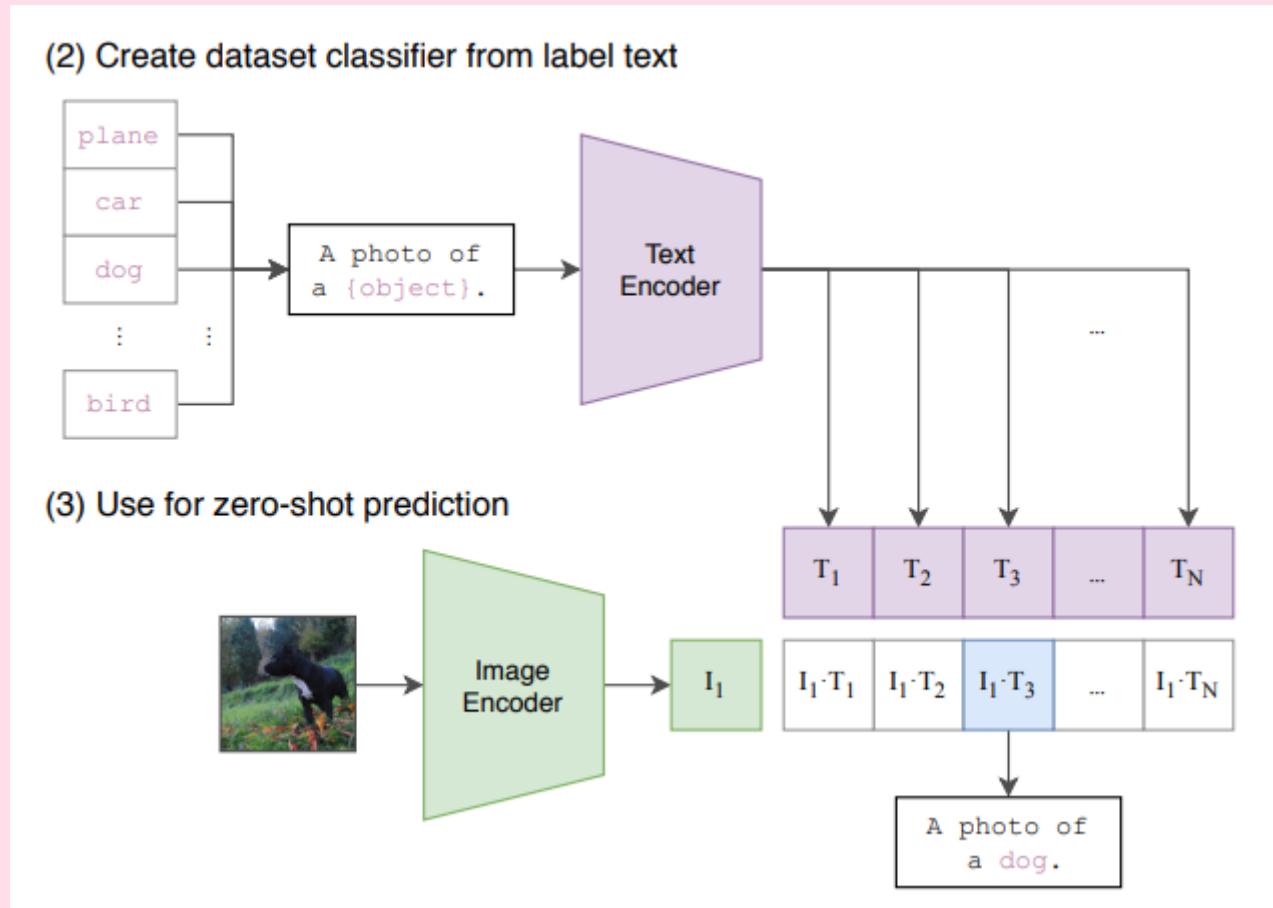 (2) Create dataset classifier from label text
plane
car
dog
⋮ ⋮
bird
A photo of
a {object}.
Text
Encoder
...
(3) Use for zero-shot prediction
Image
Encoder
I₁
T₁ T₂ T₃ ... T_N
I₁·T₁ I₁·T₂ I₁·T₃ ... I₁·T_N
A photo of
a dog.